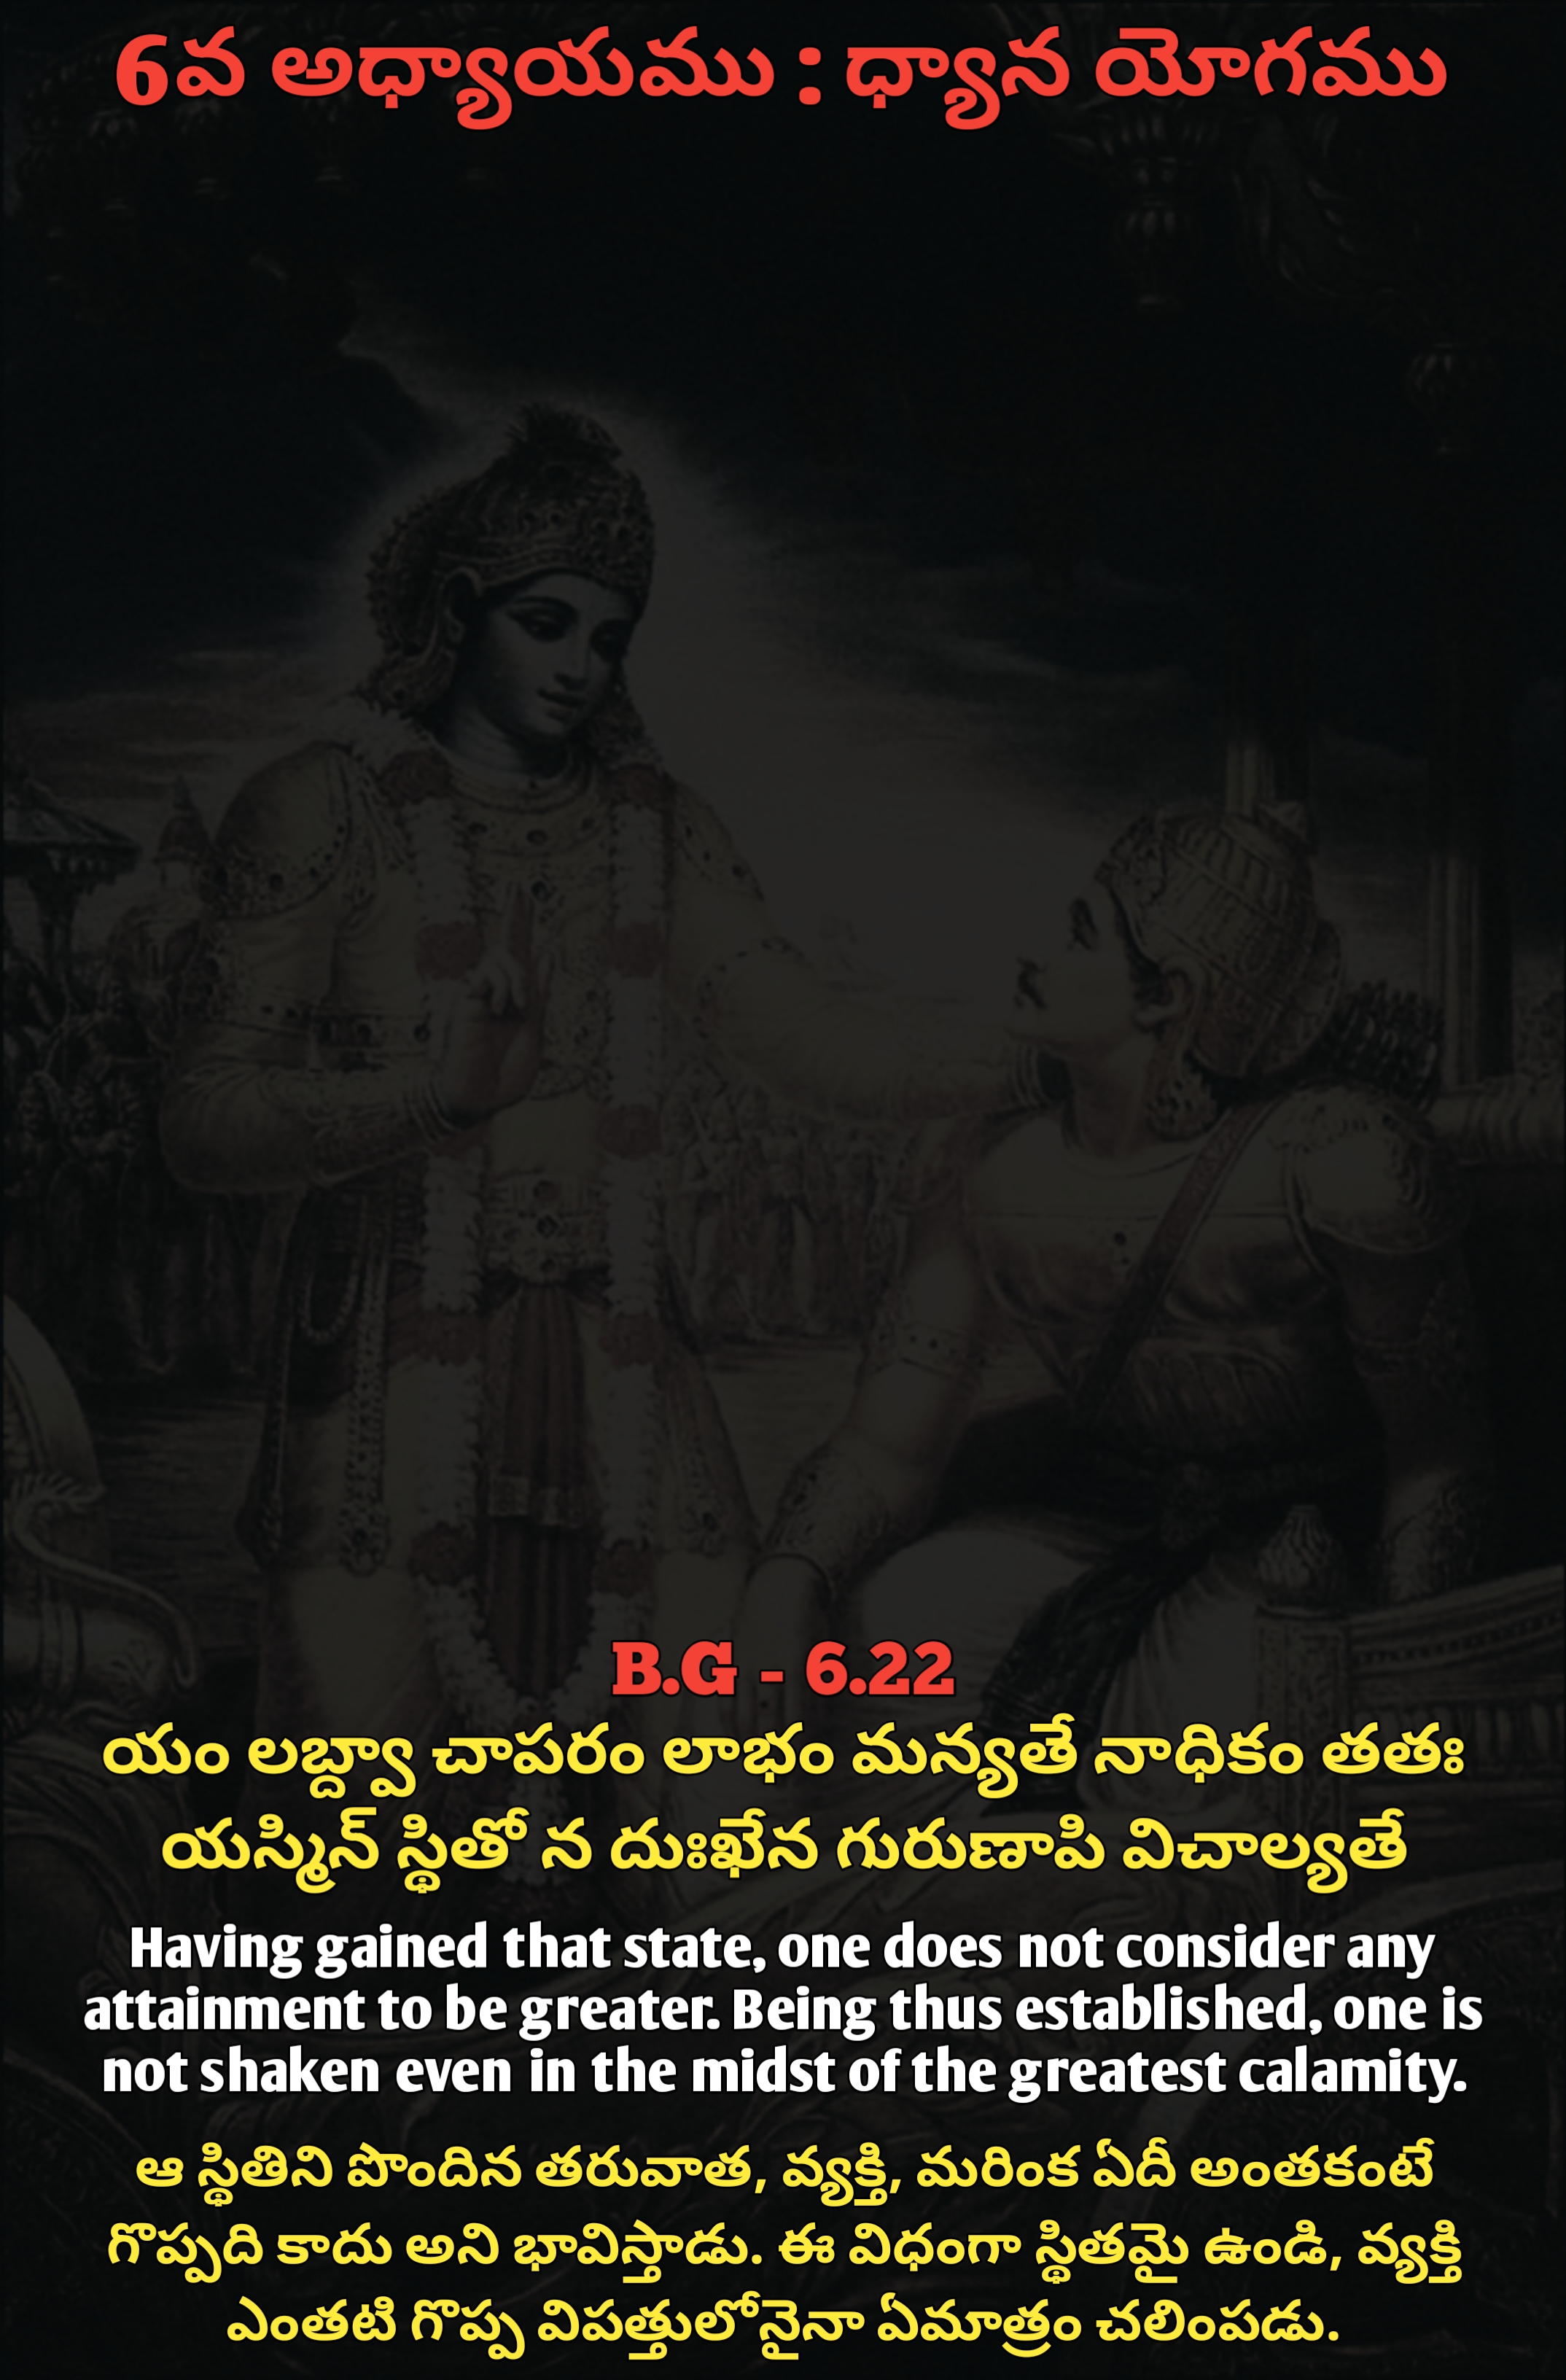 6వ అధ్యాయము : ధ్యాన యోగము
B.G - 6.22
యం లబ్ద్వా చాపరం లాభం మన్యతే నాధికం తతః
యస్మిన్ స్థితో న దుఃఖేన గురుణాపి విచాల్యతే
Having gained that state, one does not consider any
attainment to be greater. Being thus established, one is
not shaken even in the midst of the greatest calamity.
ఆ స్థితిని పొందిన తరువాత, వ్యక్తి, మరింక ఏదీ అంతకంటే
గొప్పది కాదు అని భావిస్తాడు. ఈ విధంగా స్థితమై ఉండి, వ్యక్తి
ఎంతటి గొప్ప విపత్తులోనైనా ఏమాత్రం చలింపడు.